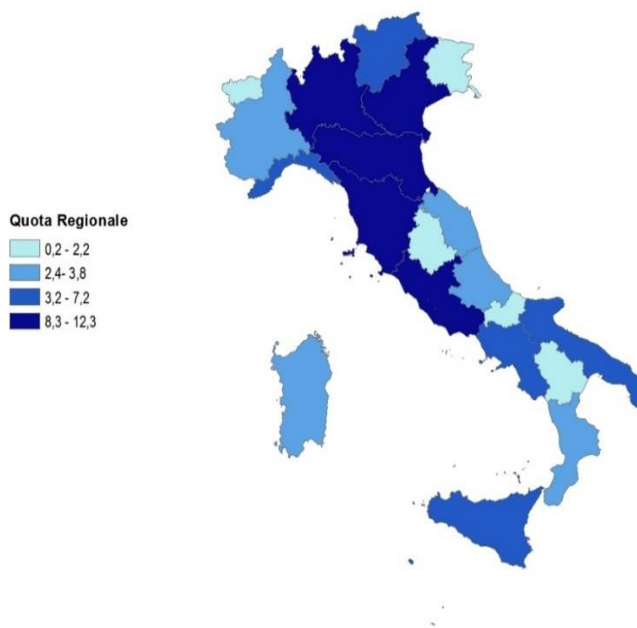 Quota Regionale
0,2 - 2,2
2,4- 3,8
3,2 - 7,2
8,3 - 12,3